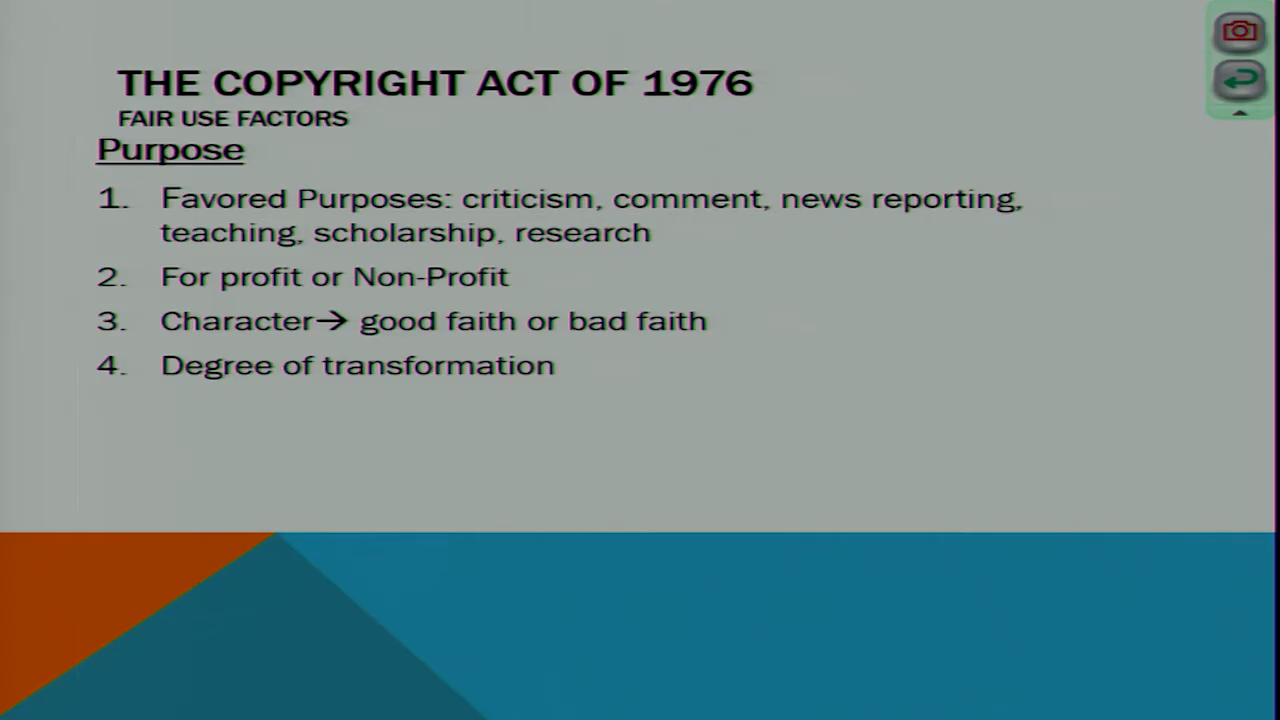 THE COPYRIGHT ACT OF 1976
FAIR USE FACTORS
Purpose
1. Favored Purposes: criticism, comment, news reporting,
teaching, scholarship, research
2. For profit or Non-Profit
3. Character→ good faith or bad faith
4. Degree of transformation